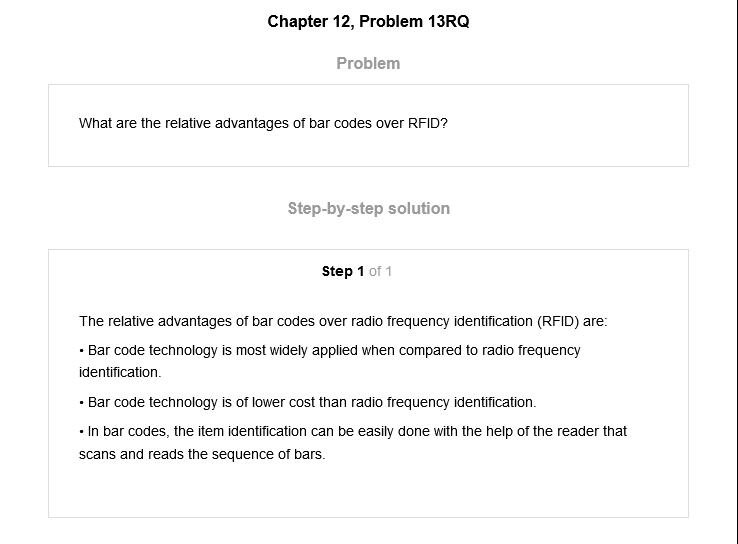 Chapter 12, Problem 13RQ
Problem
What are the relative advantages of bar codes over RFID?
Step-by-step solution
Step 1 of 1
The relative advantages of bar codes over radio frequency identification (RFID) are:
• Bar code technology is most widely applied when compared to radio frequency
identification.
• Bar code technology is of lower cost than radio frequency identification.
• In bar codes, the item identification can be easily done with the help of the reader that
scans and reads the sequence of bars.